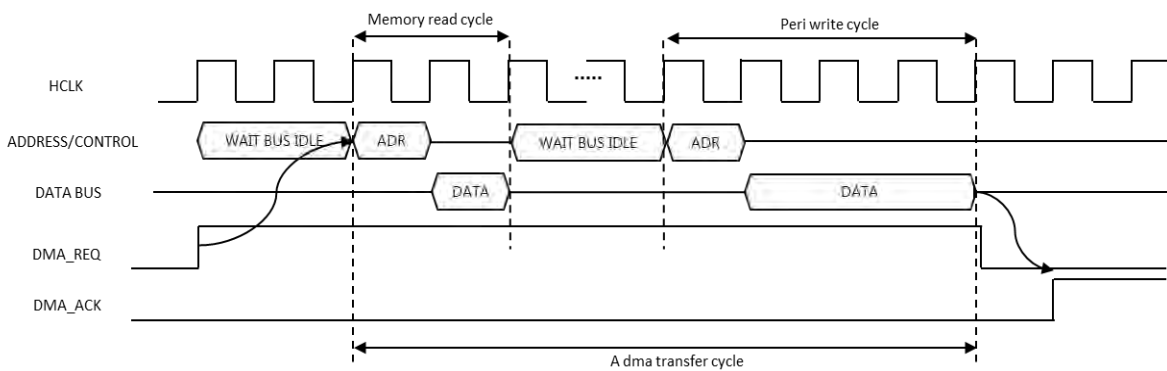 Memory read cycle
Peri write cycle
HCLK
.....
ADDRESS/CONTROL
WAIT BUS IDLE
ADR
WAIT BUS IDLE
ADR
DATA BUS
DATA
DATA
DMA_REQ
DMA_ACK
A dma transfer cycle